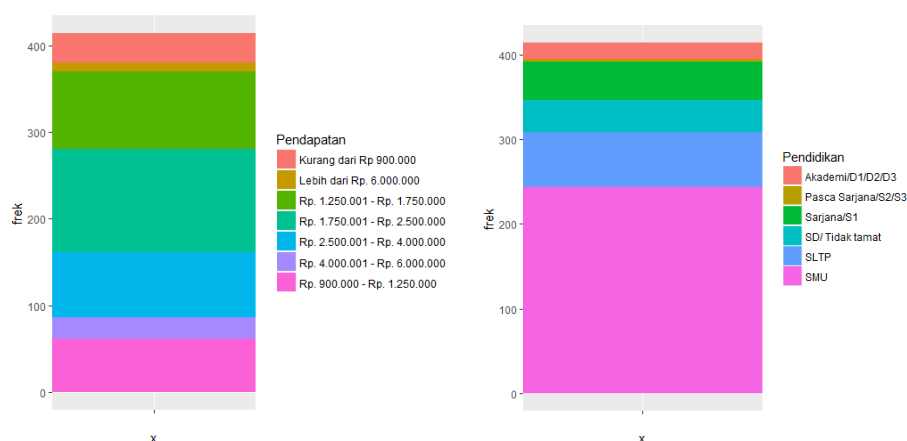 400
300
200
100
0
frek
x
Pendapatan
Kurang dari Rp 900.000
Lebih dari Rp. 6.000.000
Rp. 1.250.001 - Rp. 1.750.000
Rp. 1.750.001 - Rp. 2.500.000
Rp. 2.500.001 - Rp. 4.000.000
Rp. 4.000.001 - Rp. 6.000.000
Rp. 900.000 - Rp. 1.250.000
400
300
200
100
0
frek
x
Pendidikan
Akademi/D1/D2/D3
Pasca Sarjana/S2/S3
Sarjana/S1
SD/ Tidak tamat
SLTP
SMU